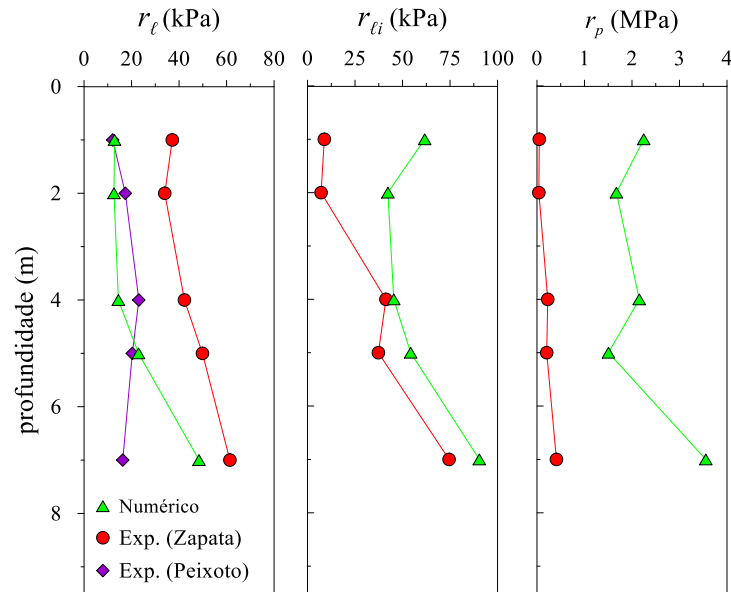 rℓ (kPa) rℓi (kPa) rp (MPa)
0 20 40 60 80 0 25 50 75 100 0 1 2 3 4
0
2
4
6
8
profundidade (m)
Numérico
Exp. (Zapata)
Exp. (Peixoto)